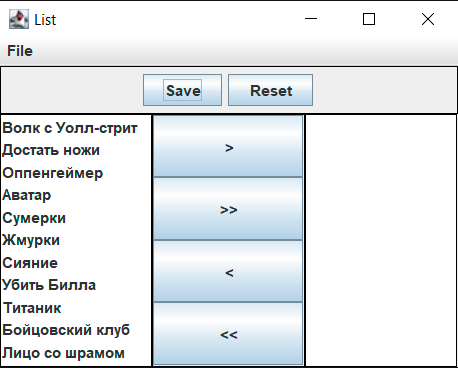 List
File
Save Reset
Волк с Уолл-стрит
Достать ножи
Оппенгеймер
Аватар
Сумерки
Жмурки
Сияние
Убить Билла
Титаник
Бойцовский клуб
Лицо со шрамом
>
>>
<
<<